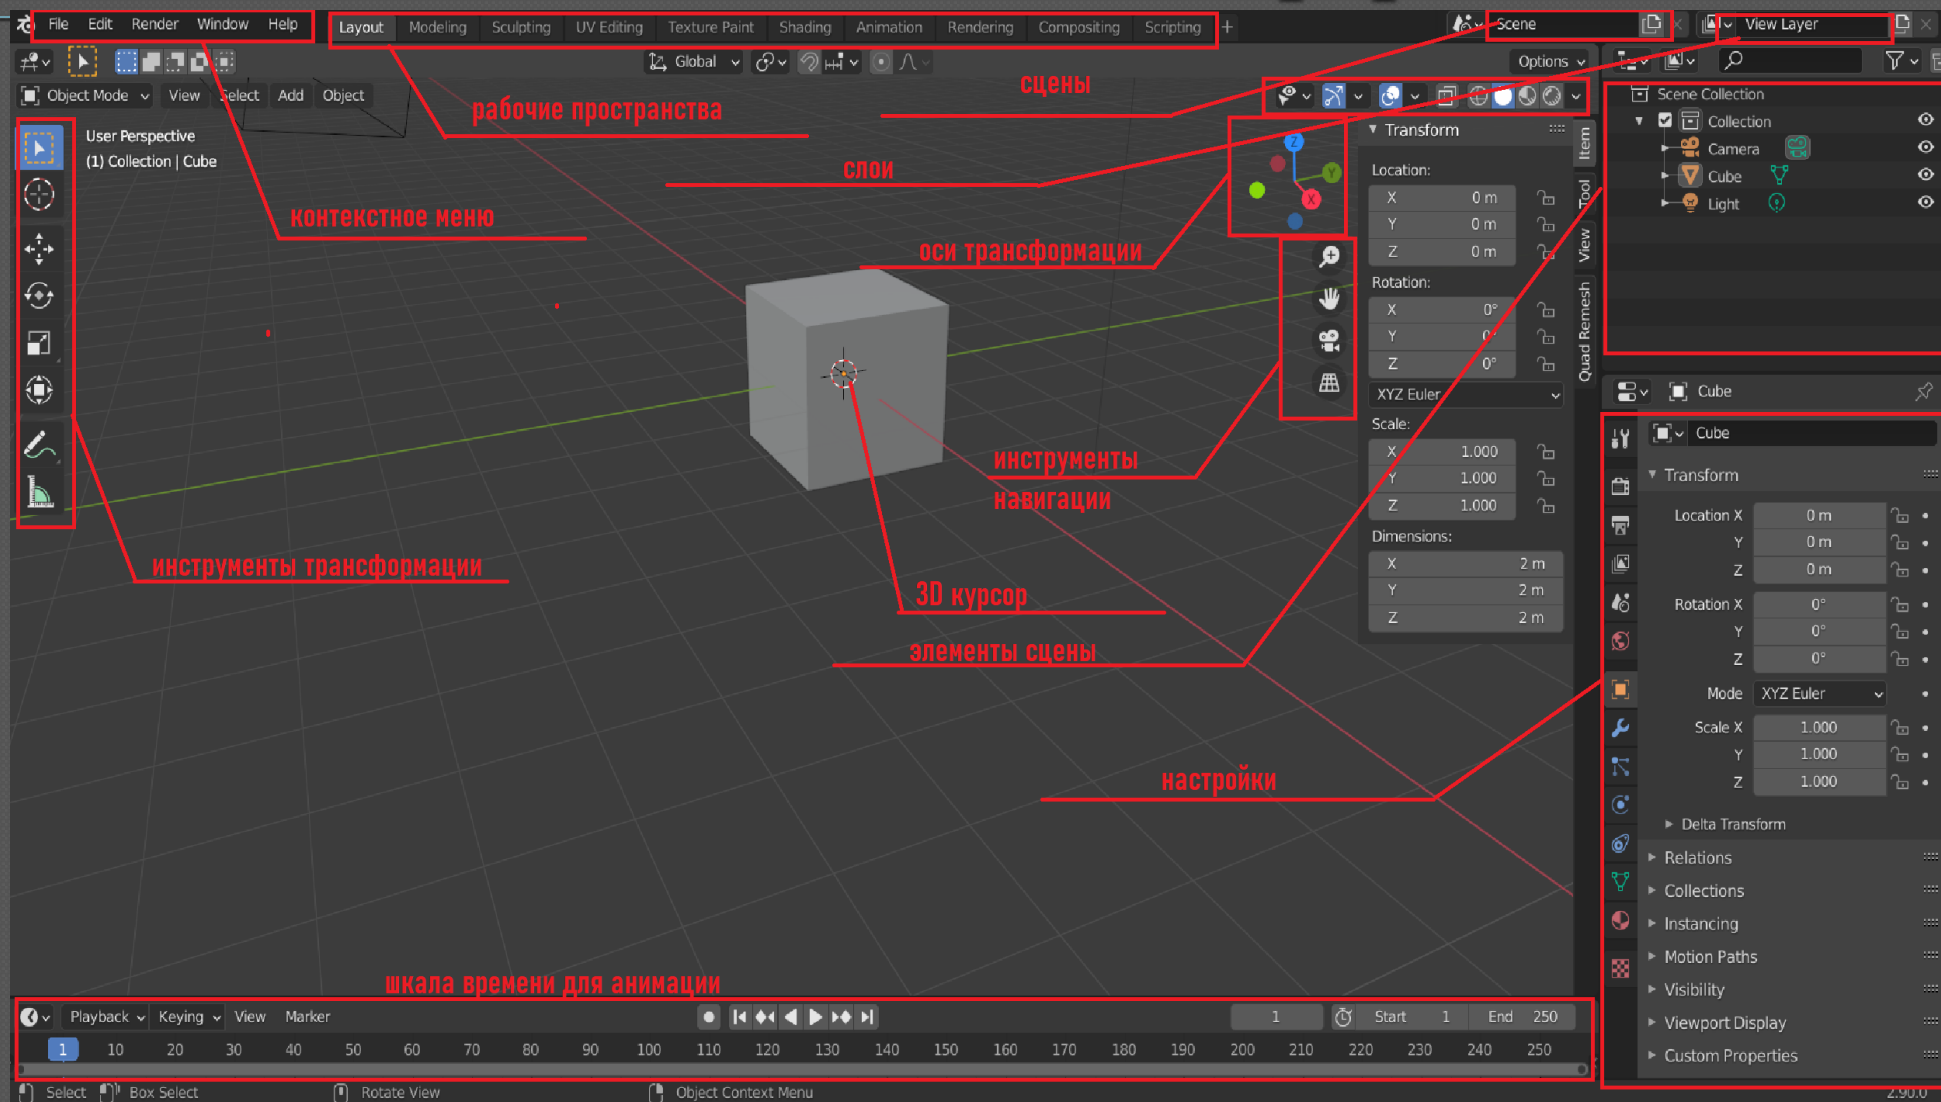 File Edit Render Window Help Layout Modeling Sculpting UV Editing Texture Paint Shading Animation Rendering Compositing Scripting + Scene View Layer
Global Options
Object Mode View Select Add Object
сцены
рабочие пространства
User Perspective
(1) Collection | Cube
слои
контекстное меню
оси трансформации
Z
Y
X
инструменты
навигации
инструменты трансформации
3D курсор
элементы сцены
настройки
шкала времени для анимации
Transform
Location:
X 0 m
Y 0 m
Z 0 m
Rotation:
X 0°
Y 0°
Z 0°
XYZ Euler
Scale:
X 1.000
Y 1.000
Z 1.000
Dimensions:
X 2 m
Y 2 m
Z 2 m
Item
Tool
View
Quad Remesh
Scene Collection
Collection
Camera
Cube
Light
Cube
Cube
Transform
Location X 0 m
Y 0 m
Z 0 m
Rotation X 0°
Y 0°
Z 0°
Mode XYZ Euler
Scale X 1.000
Y 1.000
Z 1.000
Delta Transform
Relations
Collections
Instancing
Motion Paths
Visibility
Viewport Display
Custom Properties
Playback Keying View Marker 1 Start 1 End 250
1 10 20 30 40 50 60 70 80 90 100 110 120 130 140 150 160 170 180 190 200 210 220 230 240 250
Select Box Select Rotate View Object Context Menu 2.90.0